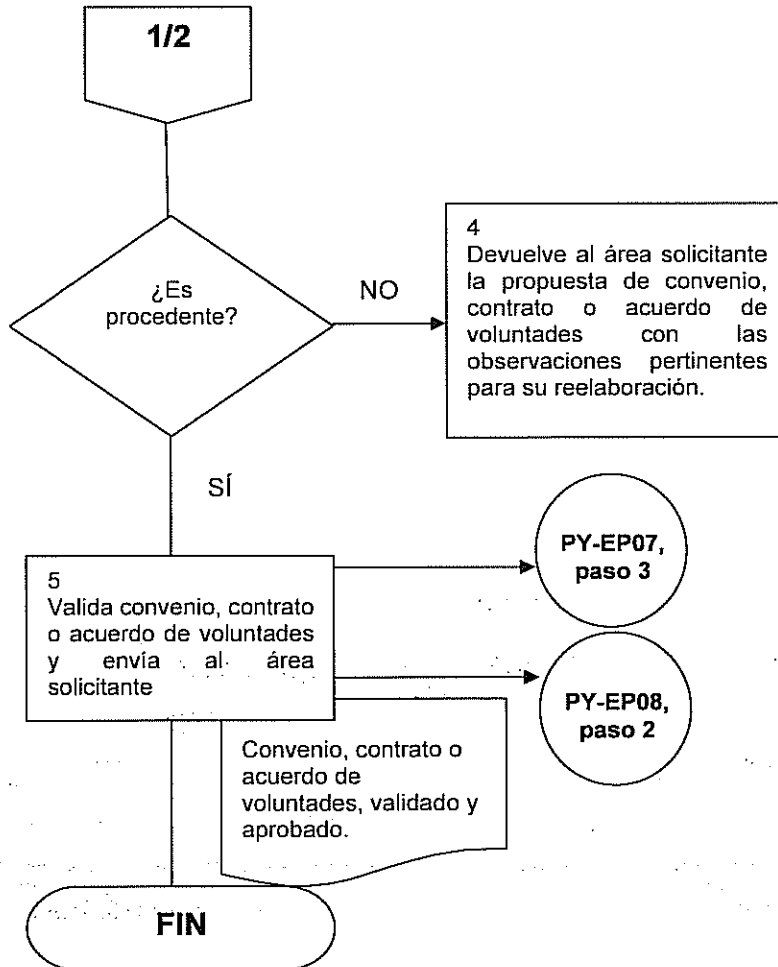 1/2
¿Es
procedente?
NO
4
Devuelve al área solicitante
la propuesta de convenio,
contrato o acuerdo de
voluntades con las
observaciones pertinentes
para su reelaboración.
SÍ
5
Valida convenio, contrato
o acuerdo de voluntades
y envía al área
solicitante
PY-EP07,
paso 3
PY-EP08,
paso 2
Convenio, contrato o
acuerdo de
voluntades, validado y
aprobado.
FIN